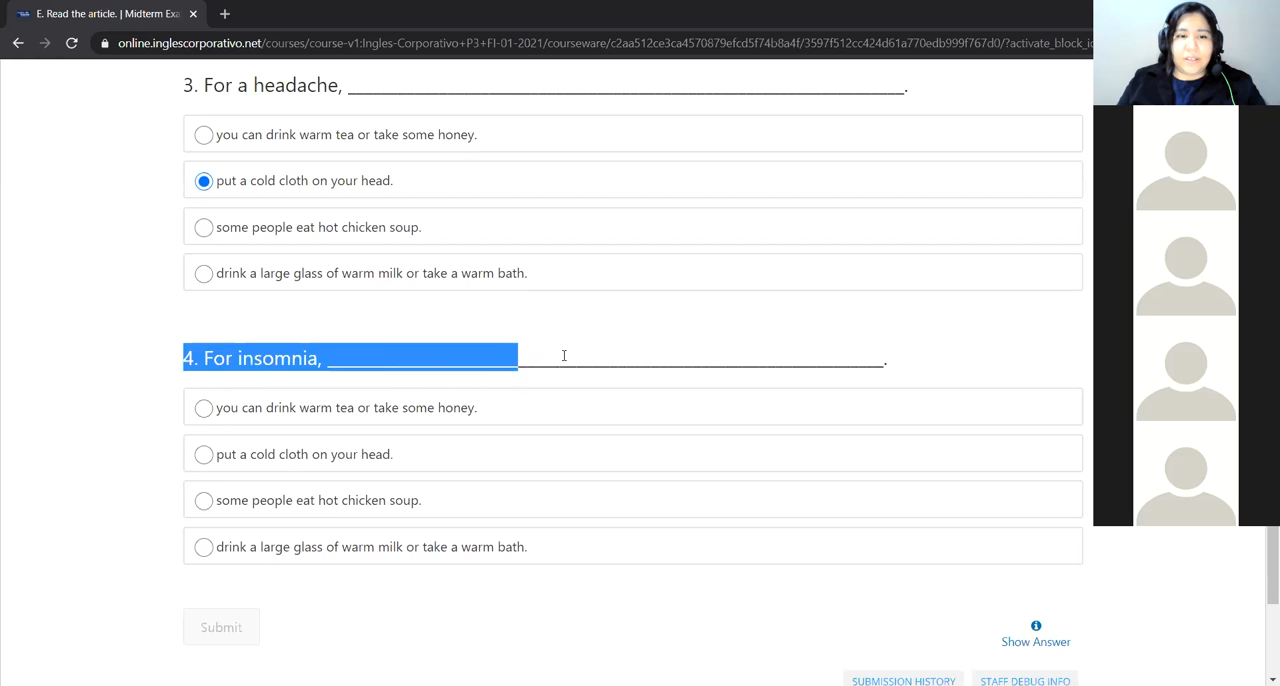 E. Read the article. | Midterm Exa
online.inglescorporativo.net/courses/course-v1:Ingles-Corporativo+P3+FI-01-2021/courseware/c2aa512ce3ca4570879efcd5f74b8a4f/3597f512cc424d61a770edb999f767d0/?activate_block_i
3. For a headache, ______________________________________________________________.
you can drink warm tea or take some honey.
put a cold cloth on your head.
some people eat hot chicken soup.
drink a large glass of warm milk or take a warm bath.
4. For insomnia, ______________________________________________________________.
you can drink warm tea or take some honey.
put a cold cloth on your head.
some people eat hot chicken soup.
drink a large glass of warm milk or take a warm bath.
Submit
Show Answer
SUBMISSION HISTORY STAFF DEBUG INFO